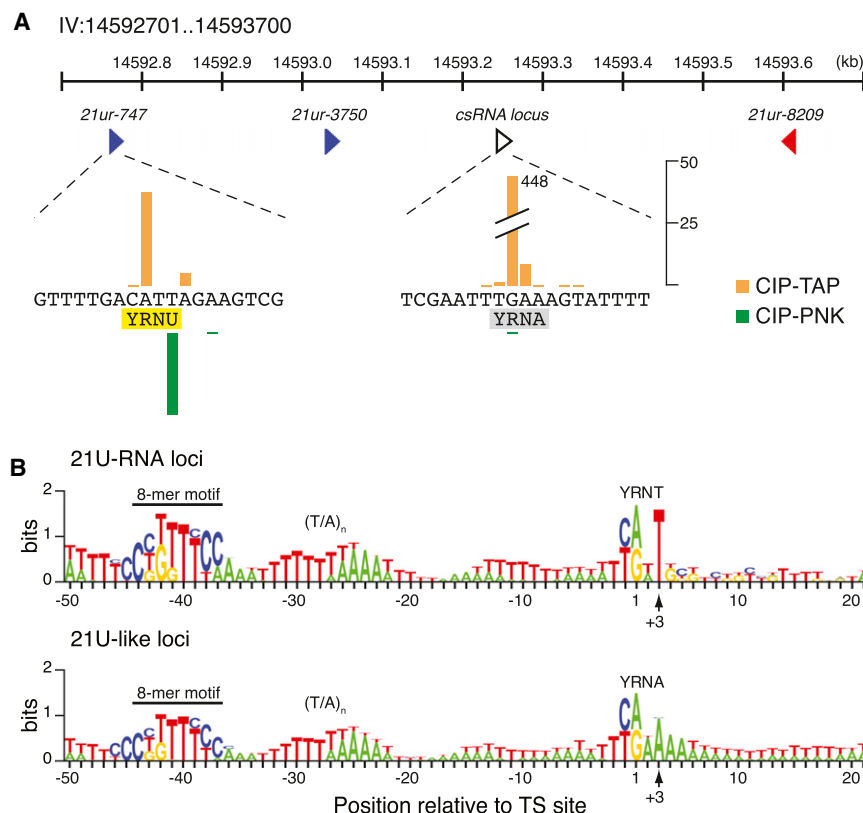 A
IV:14592701..14593700
14592.8 14592.9 14593.0 14593.1 14593.2 14593.3 14593.4 14593.5 14593.6 (kb)
21ur-747 21ur-3750 csRNA locus 21ur-8209
50
448
25
GTTTTGACATTAGAAGTCG TCGAATTTGAAAGTATTTT
CIP-TAP
YRNU YRNA
CIP-PNK
B
21U-RNA loci
8-mer motif
(T/A)n
YRNT
2
1
0
bits
-50 -40 -30 -20 -10 1 10 20
+3
21U-like loci
8-mer motif
(T/A)n
YRNA
2
1
0
bits
-50 -40 -30 -20 -10 1 10 20
+3
Position relative to TS site